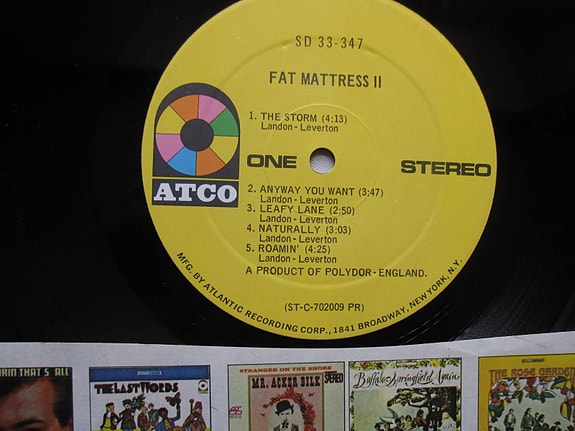 SD 33-347
FAT MATTRESS II
1. THE STORM (4:13)
Landon - Leverton
ONE
STEREO
ATCO
2. ANYWAY YOU WANT (3:47)
Landon - Leverton
3. LEAFY LANE (2:50)
Landon - Leverton
4. NATURALLY (3:03)
Landon - Leverton
5. ROAMIN' (4:25)
Landon - Leverton
A PRODUCT OF POLYDOR-ENGLAND.
(ST-C-702009 PR)
MFG. BY ATLANTIC RECORDING CORP., 1841 BROADWAY, NEW YORK, N.Y.
THAT'S ALL
THE LAST WORDS
STRANGER ON THE SHORE
MR. ACKER BILK
STEREO
Buffalo Springfield Again
THE ROSE GARDEN